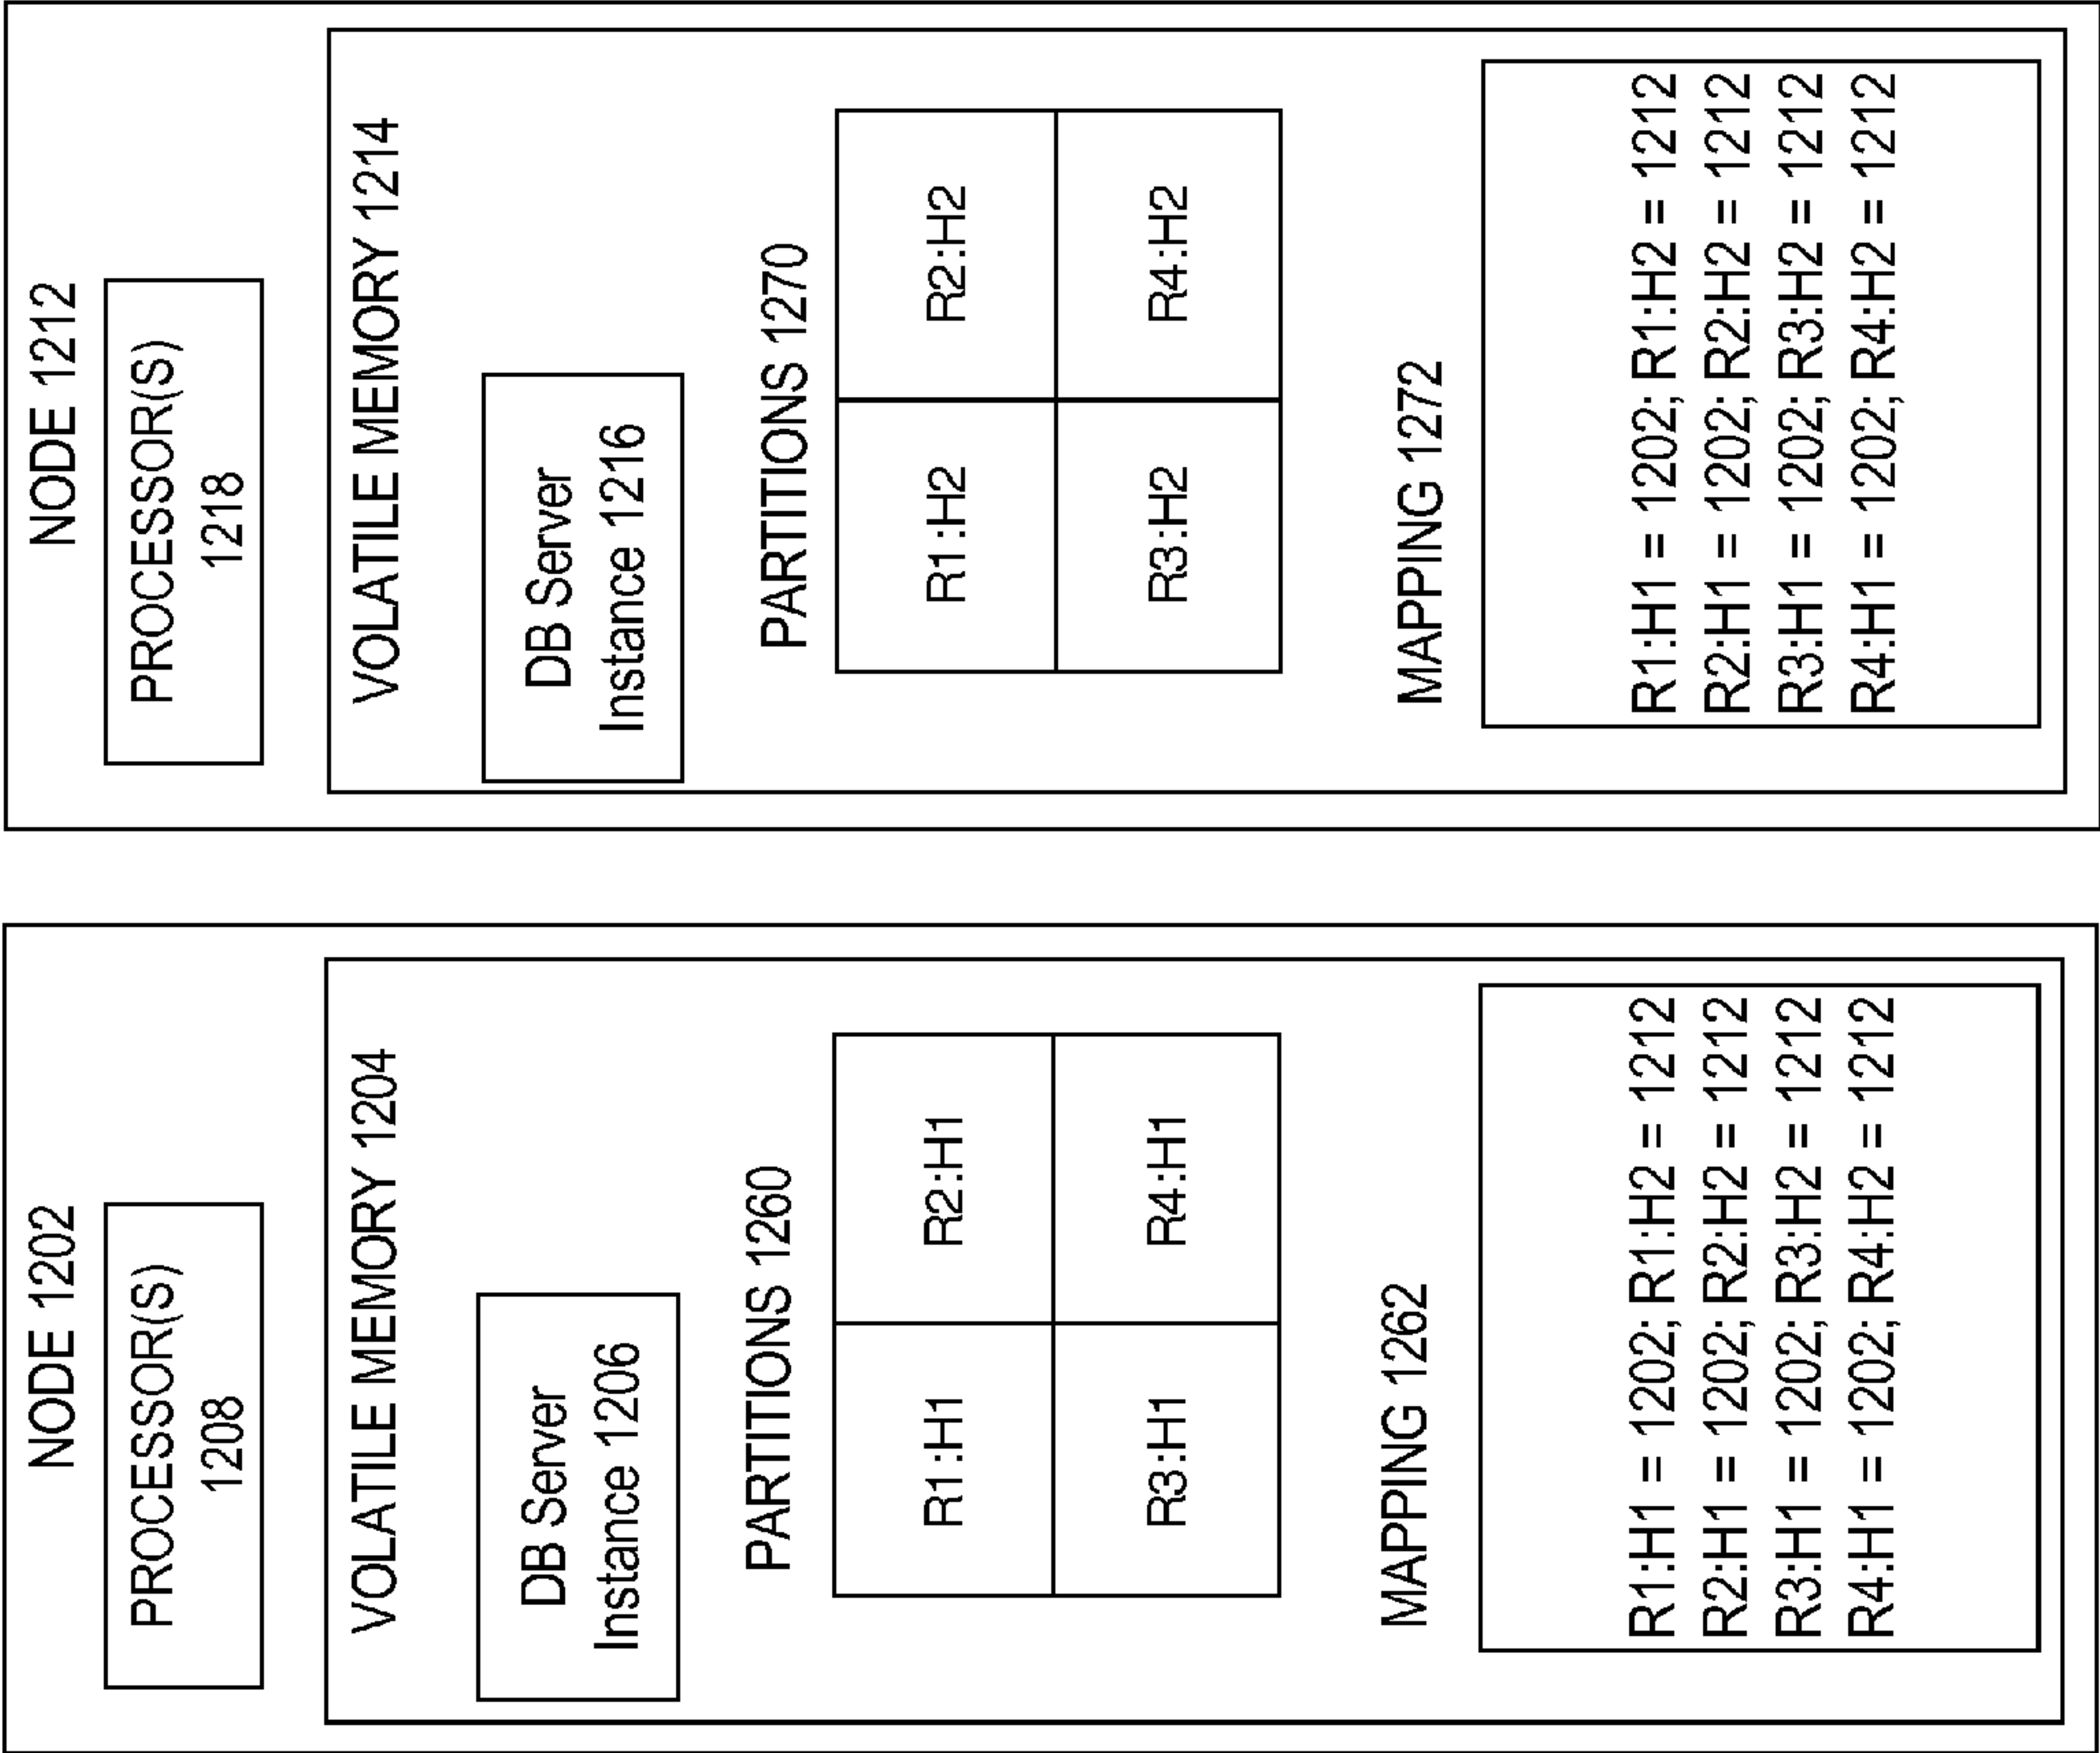 NODE 1202
PROCESSOR(S)
1208
VOLATILE MEMORY 1204
DB Server
Instance 1206
PARTITIONS 1260
R1:H1
R2:H1
R3:H1
R4:H1
MAPPING 1262
R1:H1 = 1202; R1:H2 = 1212
R2:H1 = 1202; R2:H2 = 1212
R3:H1 = 1202; R3:H2 = 1212
R4:H1 = 1202; R4:H2 = 1212
NODE 1212
PROCESSOR(S)
1218
VOLATILE MEMORY 1214
DB Server
Instance 1216
PARTITIONS 1270
R1:H2
R2:H2
R3:H2
R4:H2
MAPPING 1272
R1:H1 = 1202; R1:H2 = 1212
R2:H1 = 1202; R2:H2 = 1212
R3:H1 = 1202; R3:H2 = 1212
R4:H1 = 1202; R4:H2 = 1212